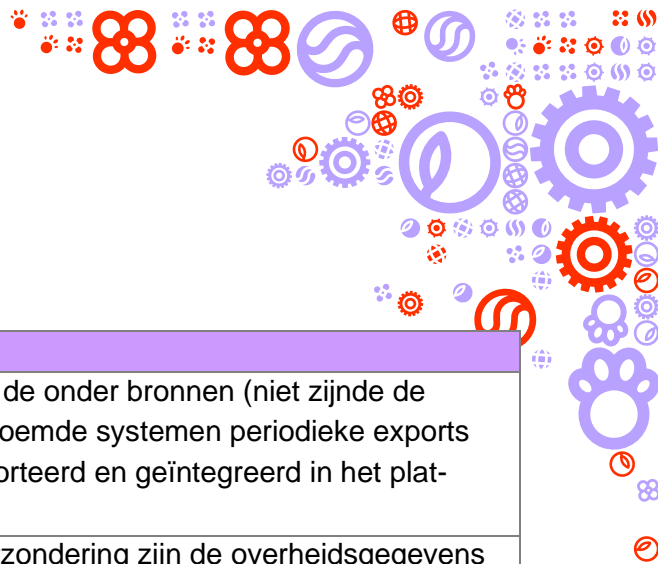 de onder bronnen (niet zijnde de
oemde systemen periodieke exports
orteerd en geïntegreerd in het plat-
zondering zijn de overheidsgegevens